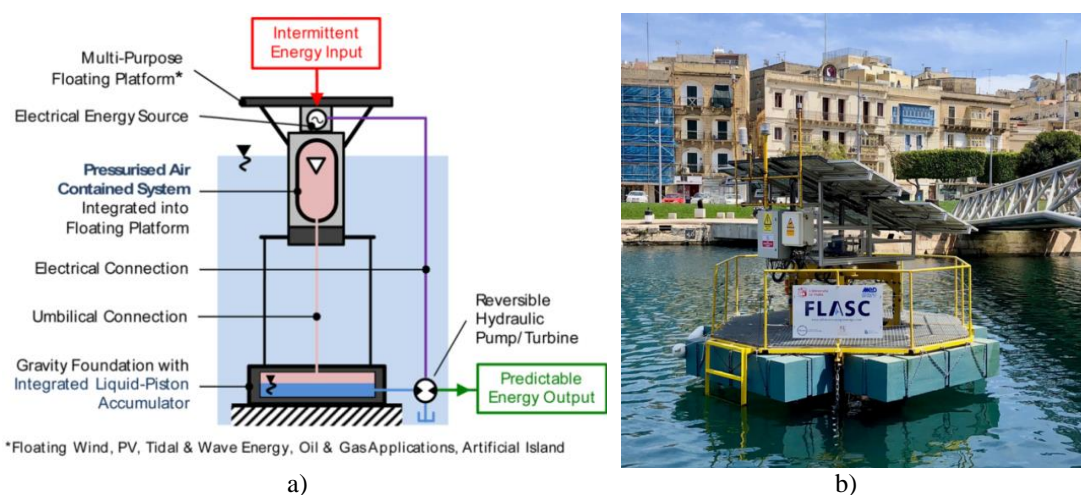 Intermittent
Energy Input
Multi-Purpose
Floating Platform*
Electrical Energy Source
Pressurised Air
Contained System
Integrated into
Floating Platform
Electrical Connection
Umbilical Connection
Gravity Foundation with
Integrated Liquid-Piston
Accumulator
Reversible
Hydraulic
Pump/Turbine
Predictable
Energy Output
*Floating Wind, PV, Tidal & Wave Energy, Oil & GasApplications, Artificial Island
FLASC
a)
b)